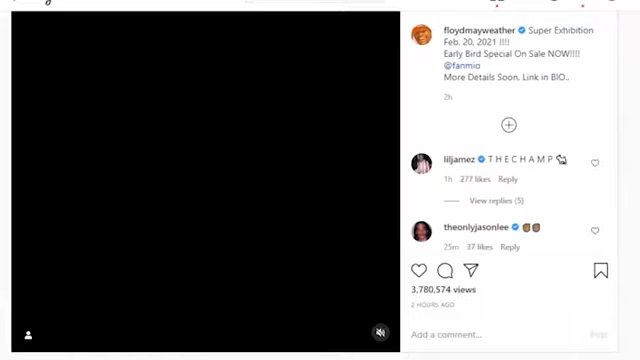 floydmayweather Super Exhibition
Feb. 20, 2021 !!!!
Early Bird Special On Sale NOW!!!!
@fanmio
More Details Soon, Link in BIO..
2h
liljamez T H E C H A M P
1h 277 likes Reply
View replies (5)
theonlyjasonlee
25m 37 likes Reply
3,780,574 views
2 HOURS AGO
Add a comment... Post